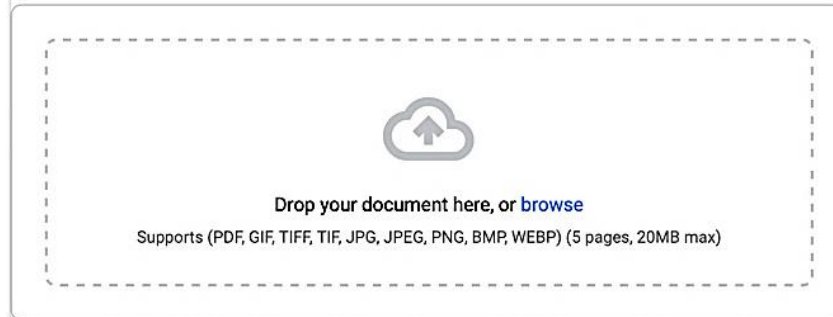 Drop your document here, or browse
Supports (PDF, GIF, TIFF, TIF, JPG, JPEG, PNG, BMP, WEBP) (5 pages, 20MB max)